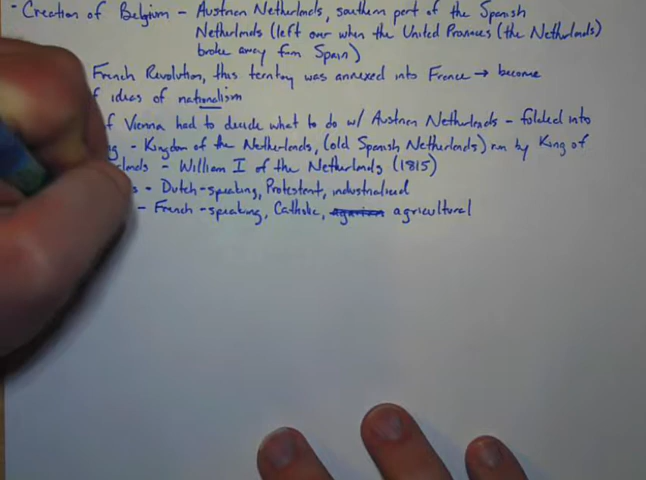 - Creation of Belgium - Austrian Netherlands, southern part of the Spanish
Netherlands (left over when the United Provinces (the Netherlands)
broke away from Spain)
French Revolution, this territory was annexed into France → become
of ideas of nationalism
of Vienna had to decide what to do w/ Austrian Netherlands - folded into
- Kingdom of the Netherlands, (old Spanish Netherlands) run by King of
- William I of the Netherlands (1815)
- Dutch-speaking, Protestant, industrialized
- French-speaking, Catholic, agricultural